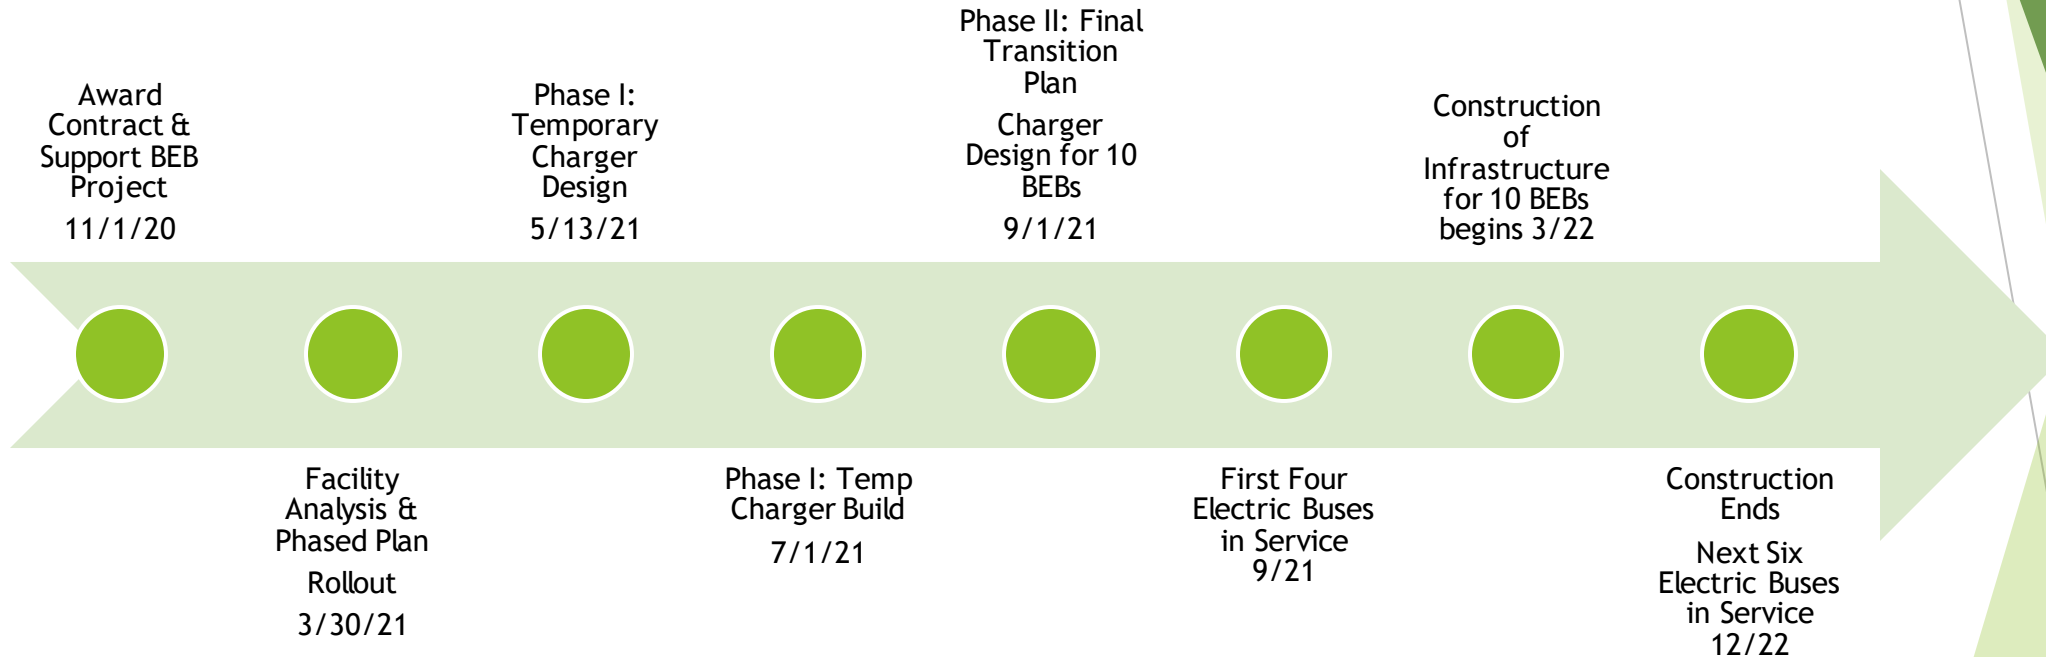 Award
Contract &
Support BEB
Project
11/1/20
Facility
Analysis &
Phased Plan
Rollout
3/30/21
Phase I:
Temporary
Charger
Design
5/13/21
Phase I: Temp
Charger Build
7/1/21
Phase II: Final
Transition
Plan
Charger
Design for 10
BEBs
9/1/21
First Four
Electric Buses
in Service
9/21
Construction
of
Infrastructure
for 10 BEBs
begins 3/22
Construction
Ends
Next Six
Electric Buses
in Service
12/22